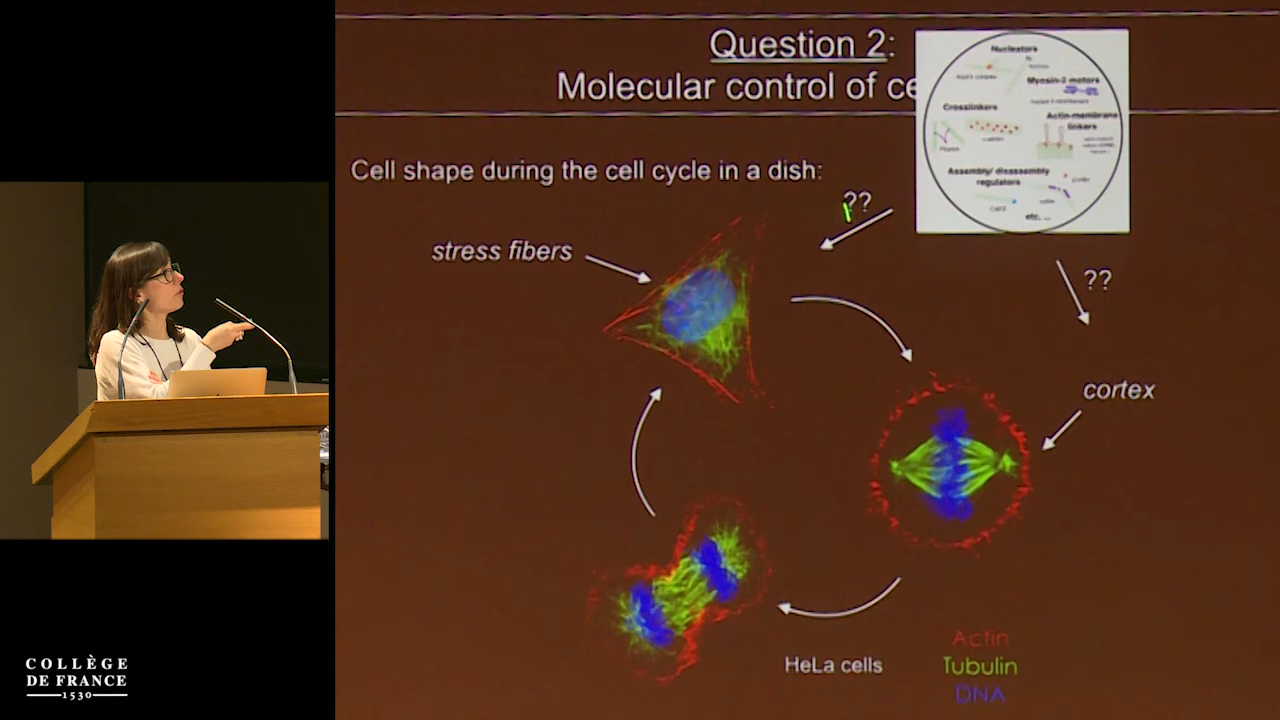 Question 2:
Molecular control of ce
Nucleators
Myosin-2 motors
Crosslinkers
Actin-membrane
linkers
Assembly/ disassembly
regulators
etc. ...
Cell shape during the cell cycle in a dish:
??
stress fibers
??
cortex
HeLa cells
Actin
Tubulin
DNA
COLLÈGE
DE FRANCE
1530